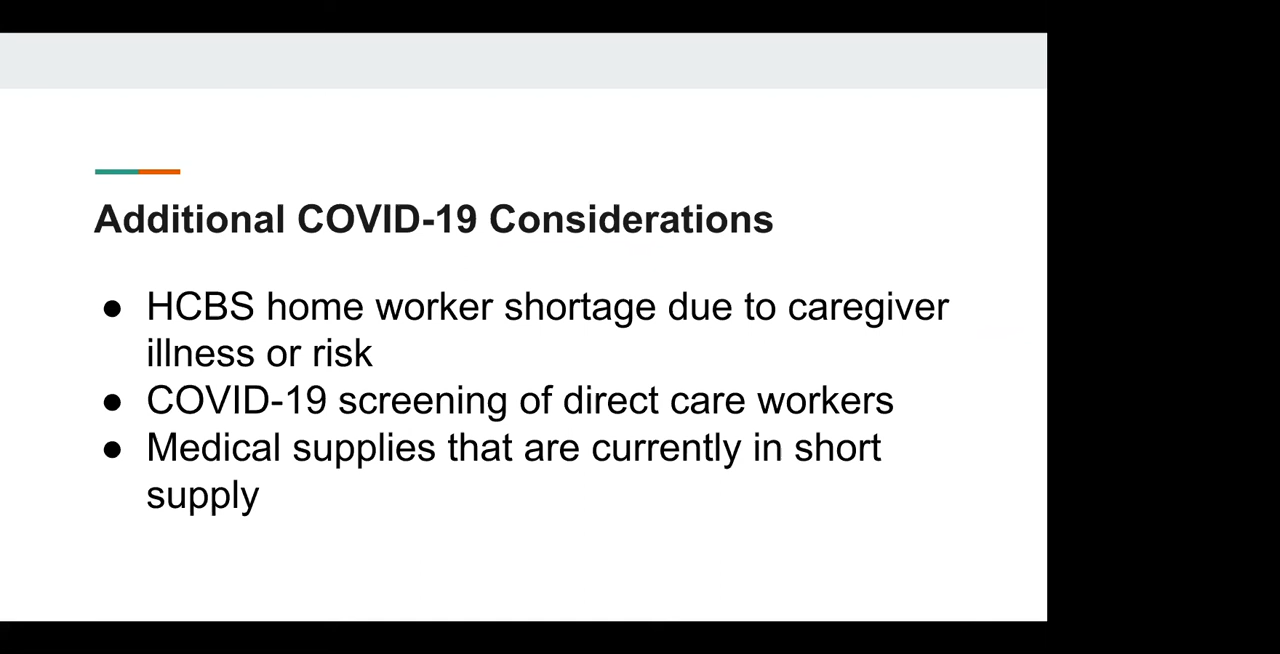 Additional COVID-19 Considerations
● HCBS home worker shortage due to caregiver
illness or risk
● COVID-19 screening of direct care workers
● Medical supplies that are currently in short
supply